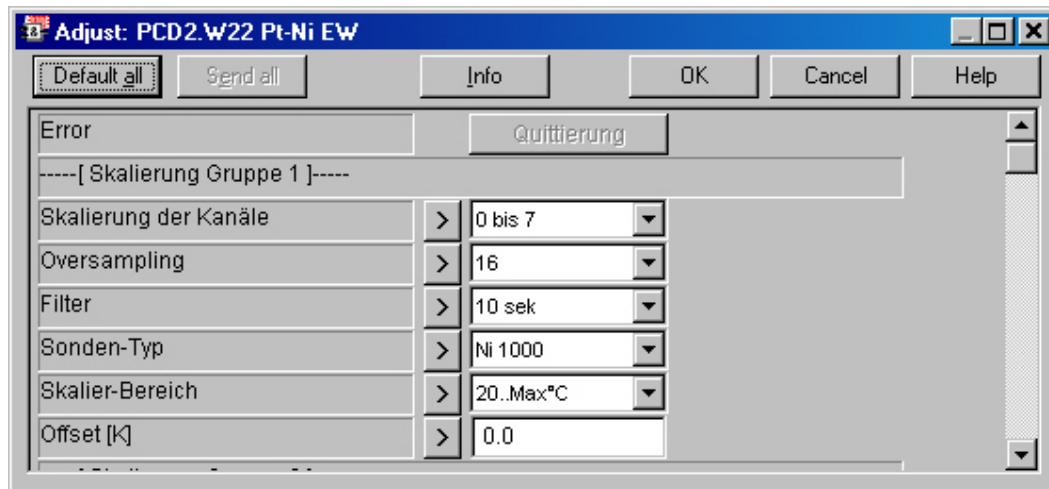 Adjust: PCD2.W22 Pt-Ni EW
Default all Send all Info OK Cancel Help
Error Quittierung
-----[ Skalierung Gruppe 1 ]-----
Skalierung der Kanäle > 0 bis 7
Oversampling > 16
Filter > 10 sek
Sonden-Typ > Ni 1000
Skalier-Bereich > 20..Max°C
Offset [K] > 0.0